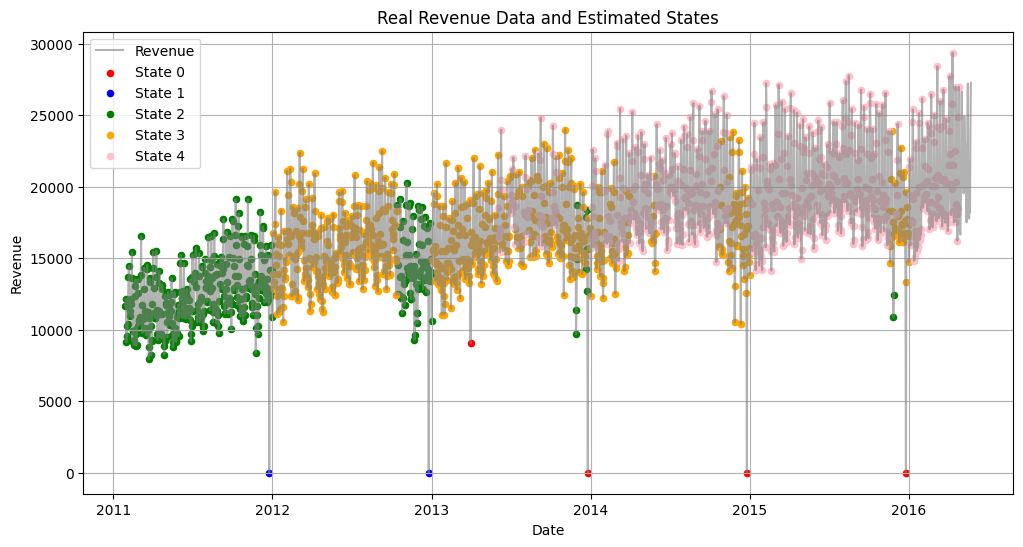 Real Revenue Data and Estimated States
30000
25000
20000
15000
10000
5000
0
Revenue
Revenue
State 0
State 1
State 2
State 3
State 4
2011
2012
2013
2014
2015
2016
Date